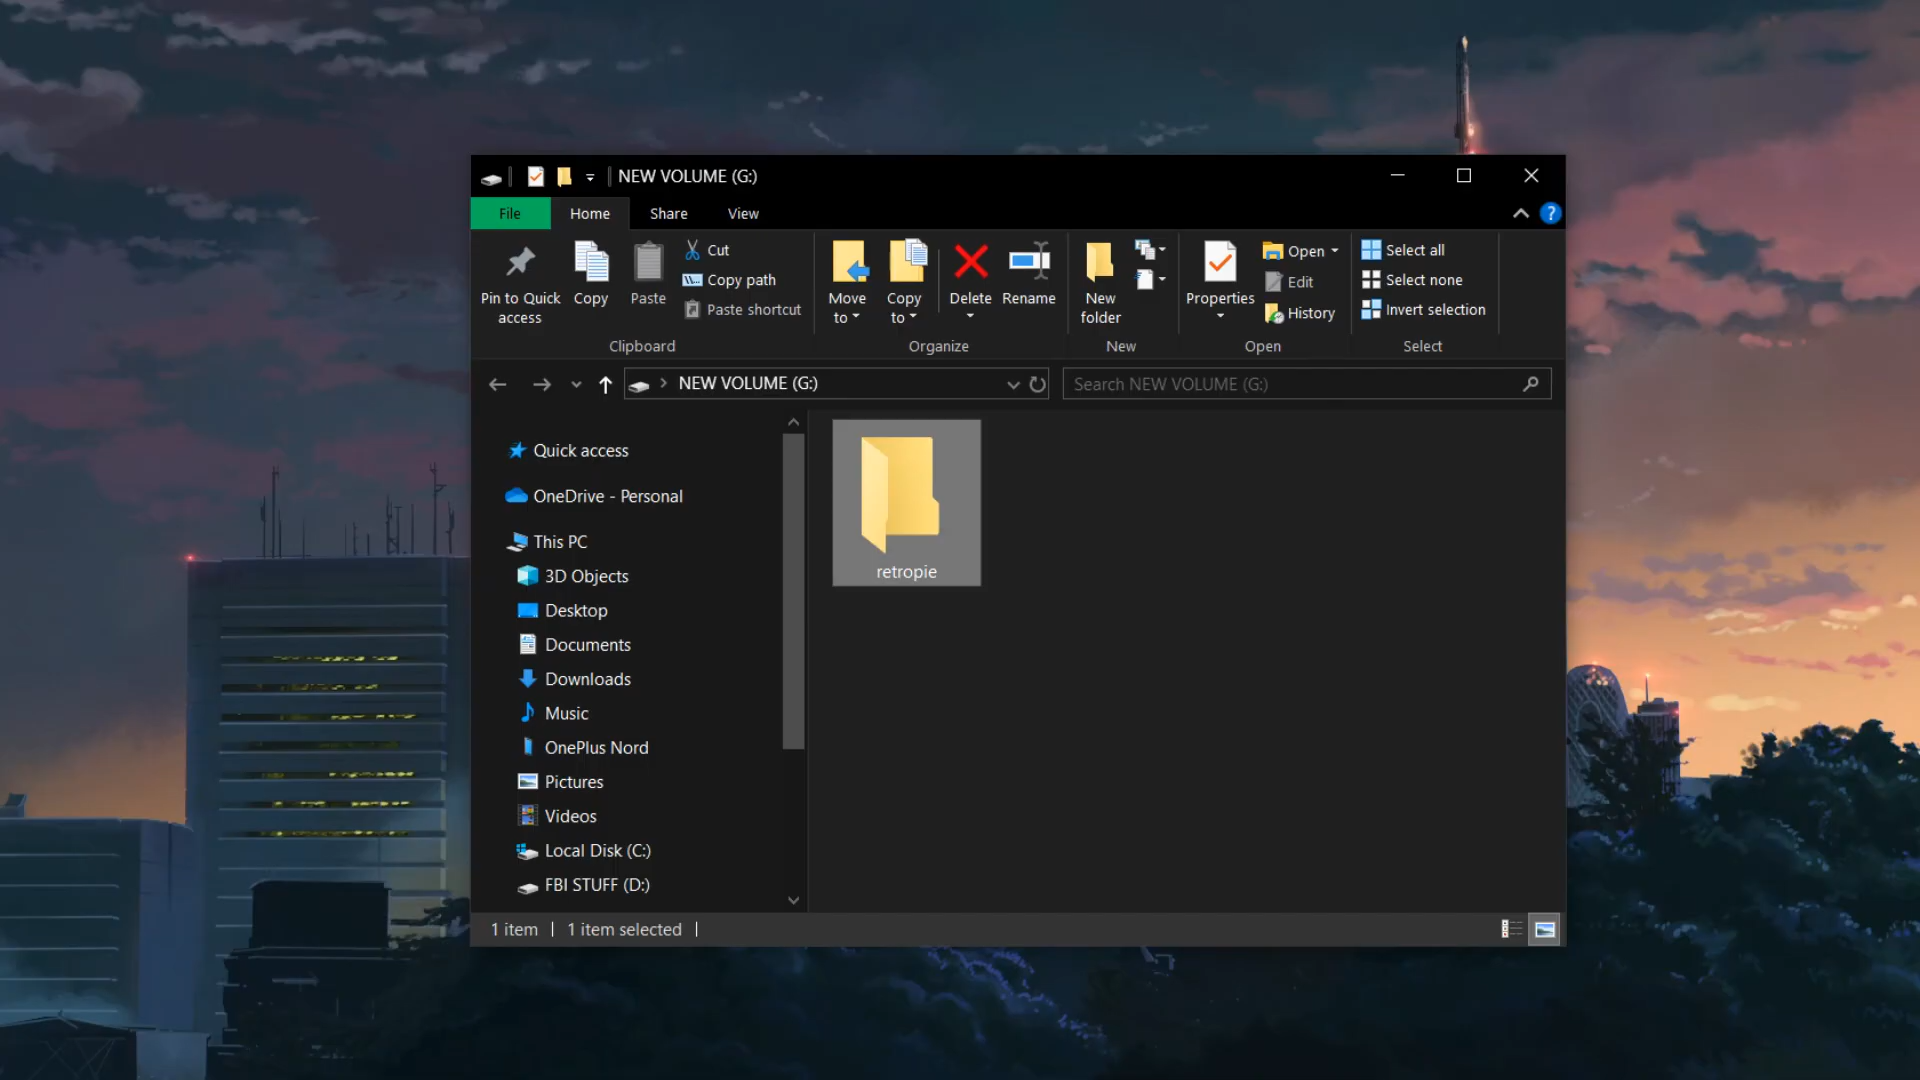 NEW VOLUME (G:)
File Home Share View
Pin to Quick access
Copy
Paste
Cut
Copy path
Paste shortcut
Clipboard
Move to
Copy to
Delete
Rename
Organize
New folder
New
Properties
Open
Edit
History
Open
Select all
Select none
Invert selection
Select
NEW VOLUME (G:)
Search NEW VOLUME (G:)
Quick access
OneDrive - Personal
This PC
3D Objects
Desktop
Documents
Downloads
Music
OnePlus Nord
Pictures
Videos
Local Disk (C:)
FBI STUFF (D:)
retropie
1 item
1 item selected